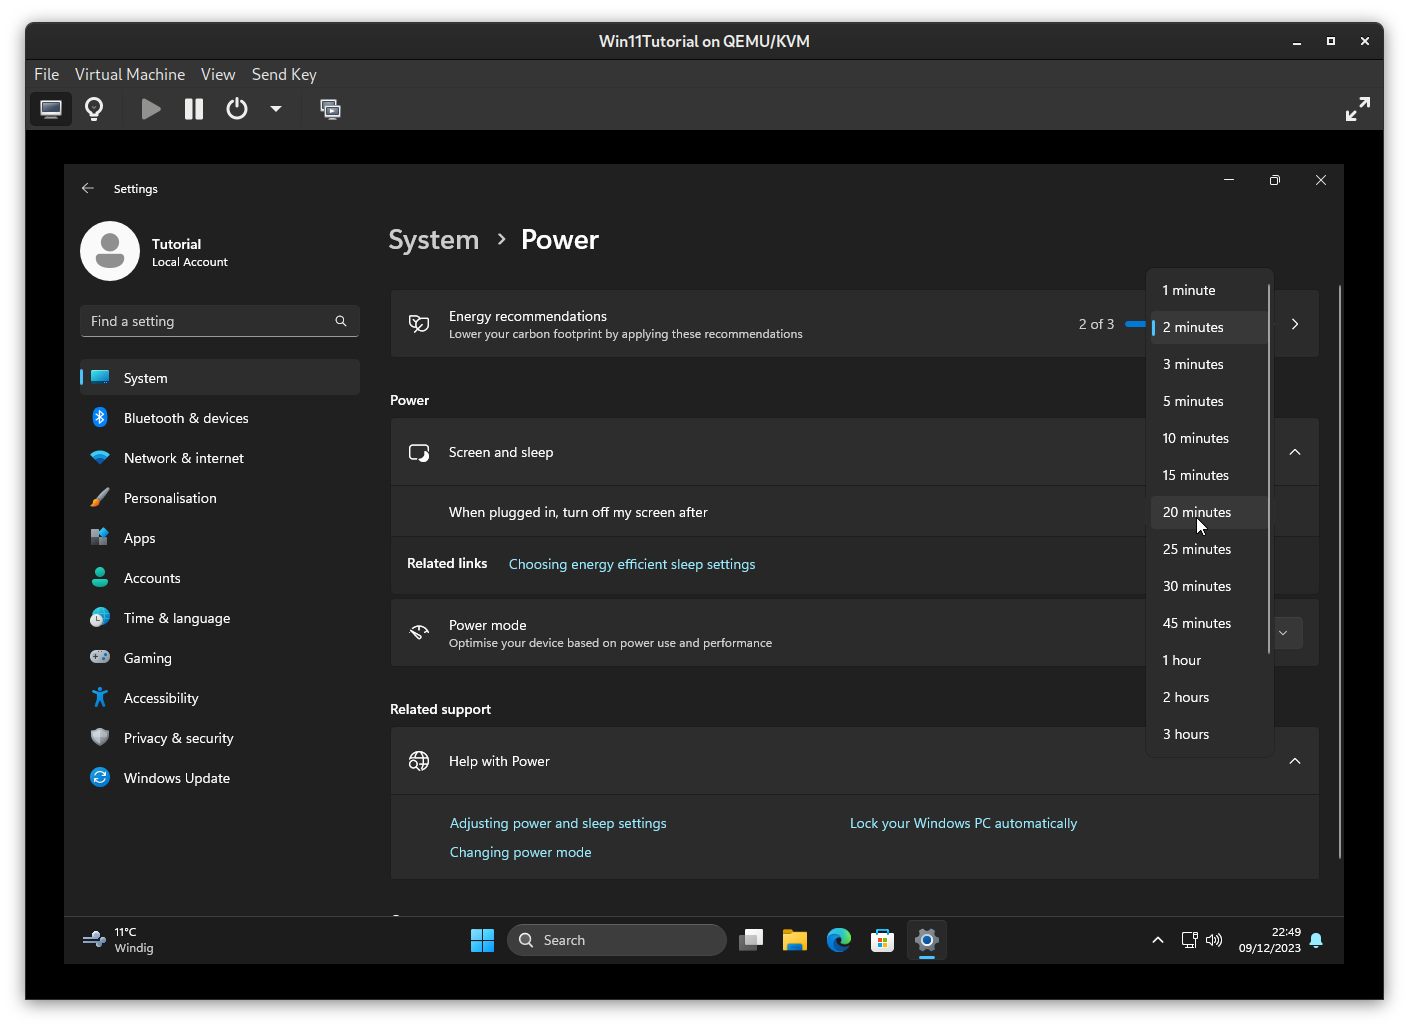 Win11Tutorial on QEMU/KVM
File Virtual Machine View Send Key
Settings
Tutorial
Local Account
Find a setting
System
Bluetooth & devices
Network & internet
Personalisation
Apps
Accounts
Time & language
Gaming
Accessibility
Privacy & security
Windows Update
System > Power
Energy recommendations
Lower your carbon footprint by applying these recommendations
2 of 3
Power
Screen and sleep
When plugged in, turn off my screen after
Related links Choosing energy efficient sleep settings
Power mode
Optimise your device based on power use and performance
Related support
Help with Power
Adjusting power and sleep settings
Lock your Windows PC automatically
Changing power mode
1 minute
2 minutes
3 minutes
5 minutes
10 minutes
15 minutes
20 minutes
25 minutes
30 minutes
45 minutes
1 hour
2 hours
3 hours
11°C
Windig
Search
22:49
09/12/2023